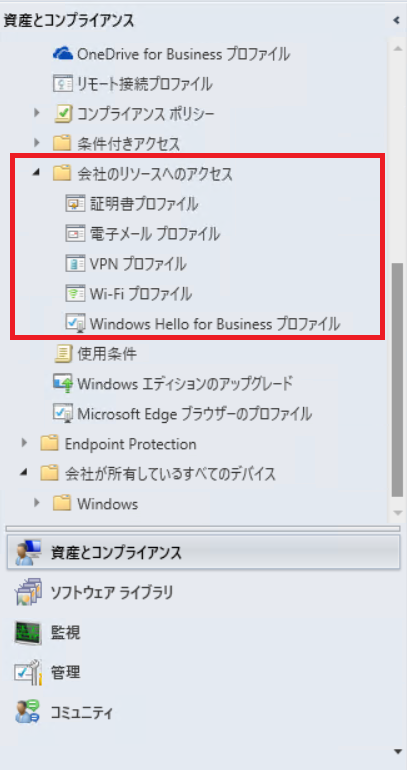 資産とコンプライアンス
OneDrive for Business プロファイル
リモート接続プロファイル
コンプライアンス ポリシー
条件付きアクセス
会社のリソースへのアクセス
証明書プロファイル
電子メール プロファイル
VPN プロファイル
Wi-Fi プロファイル
Windows Hello for Business プロファイル
使用条件
Windows エディションのアップグレード
Microsoft Edge ブラウザーのプロファイル
Endpoint Protection
会社が所有しているすべてのデバイス
Windows
資産とコンプライアンス
ソフトウェア ライブラリ
監視
管理
コミュニティ